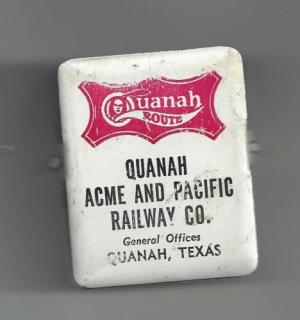 Quanah
ROUTE
QUANAH
ACME AND PACIFIC
RAILWAY CO.
General Offices
QUANAH, TEXAS